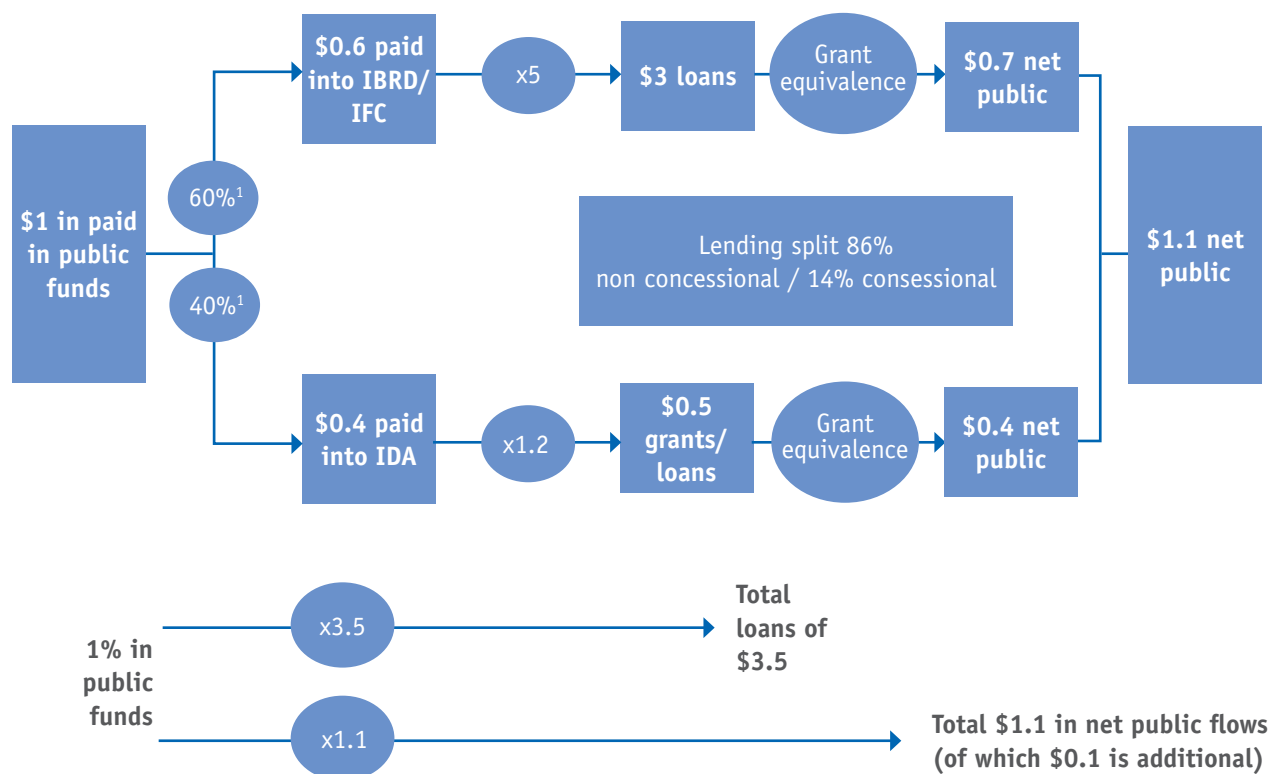 $1 in paid
in public
funds
60%¹
40%¹
$0.6 paid
into IBRD/
IFC
x5
$3 loans
Grant
equivalence
$0.7 net
public
Lending split 86%
non concessional / 14% consessional
$1.1 net
public
$0.4 paid
into IDA
x1.2
$0.5
grants/
loans
Grant
equivalence
$0.4 net
public
1% in
public
funds
x3.5
Total
loans of
$3.5
x1.1
Total $1.1 in net public flows
(of which $0.1 is additional)